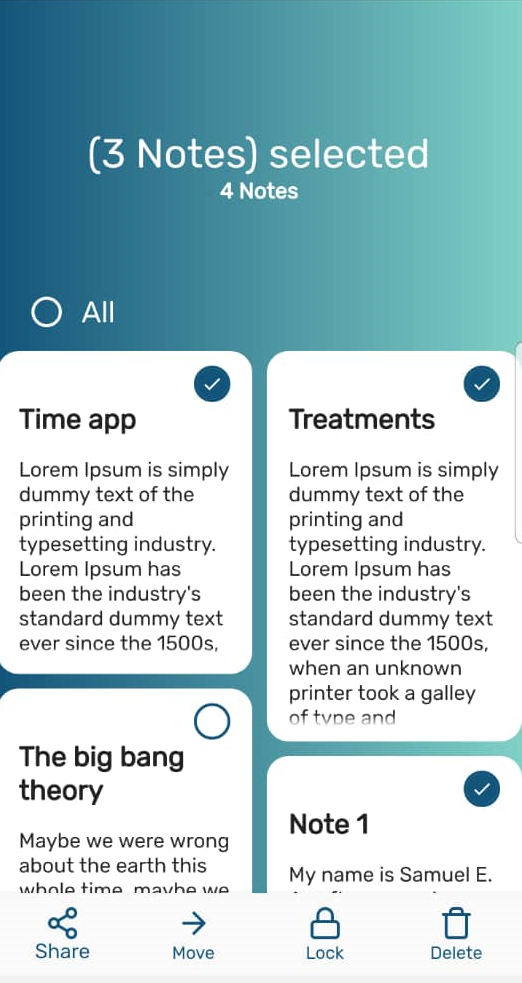 (3 Notes) selected
4 Notes
All
Time app
Lorem Ipsum is simply
dummy text of the
printing and
typesetting industry.
Lorem Ipsum has
been the industry's
standard dummy text
ever since the 1500s,
Treatments
Lorem Ipsum is simply
dummy text of the
printing and
typesetting industry.
Lorem Ipsum has
been the industry's
standard dummy text
ever since the 1500s,
when an unknown
printer took a galley
of type and
The big bang
theory
Maybe we were wrong
about the earth this
whole time, maybe we
Note 1
My name is Samuel E.
Share
Move
Lock
Delete